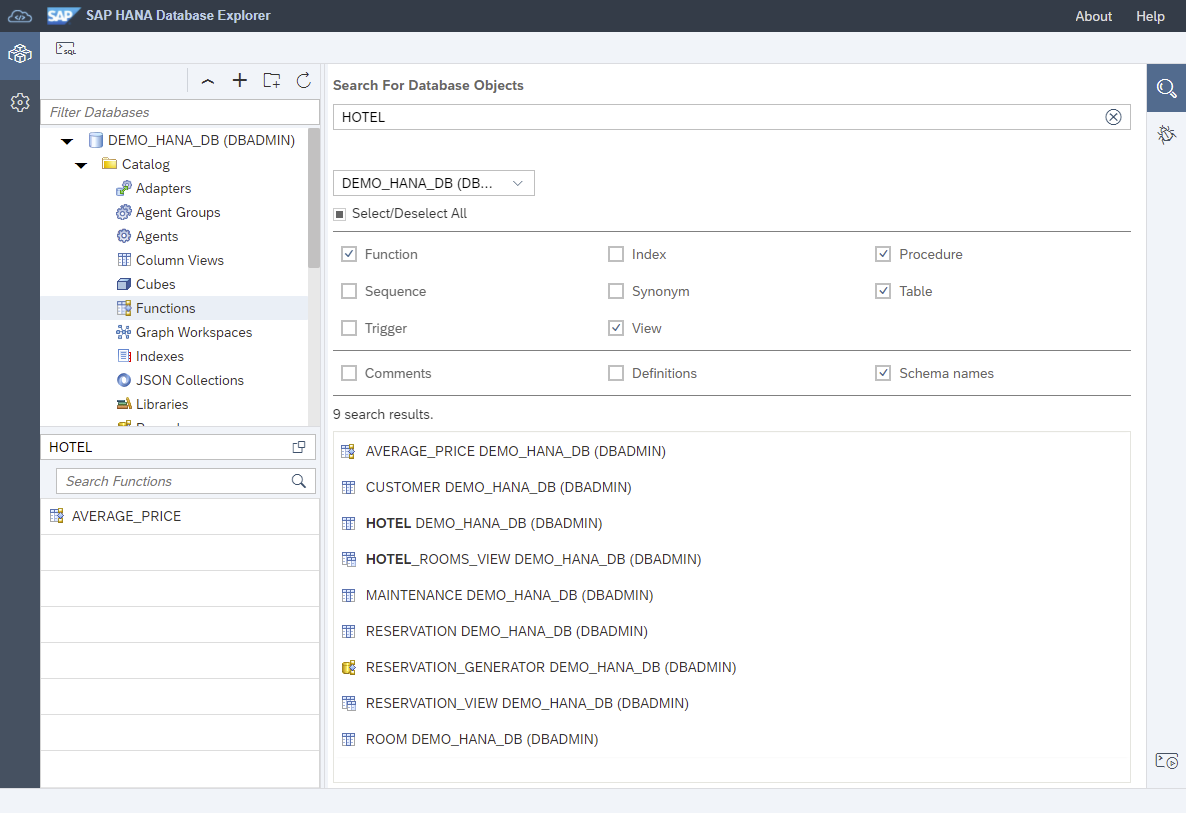 SAP SAP HANA Database Explorer
About Help
SQL
Filter Databases
DEMO_HANA_DB (DBADMIN)
Catalog
Adapters
Agent Groups
Agents
Column Views
Cubes
Functions
Graph Workspaces
Indexes
JSON Collections
Libraries
HOTEL
Search Functions
AVERAGE_PRICE
Search For Database Objects
HOTEL
DEMO_HANA_DB (DB...
Select/Deselect All
Function Index Procedure
Sequence Synonym Table
Trigger View
Comments Definitions Schema names
9 search results.
AVERAGE_PRICE DEMO_HANA_DB (DBADMIN)
CUSTOMER DEMO_HANA_DB (DBADMIN)
HOTEL DEMO_HANA_DB (DBADMIN)
HOTEL_ROOMS_VIEW DEMO_HANA_DB (DBADMIN)
MAINTENANCE DEMO_HANA_DB (DBADMIN)
RESERVATION DEMO_HANA_DB (DBADMIN)
RESERVATION_GENERATOR DEMO_HANA_DB (DBADMIN)
RESERVATION_VIEW DEMO_HANA_DB (DBADMIN)
ROOM DEMO_HANA_DB (DBADMIN)